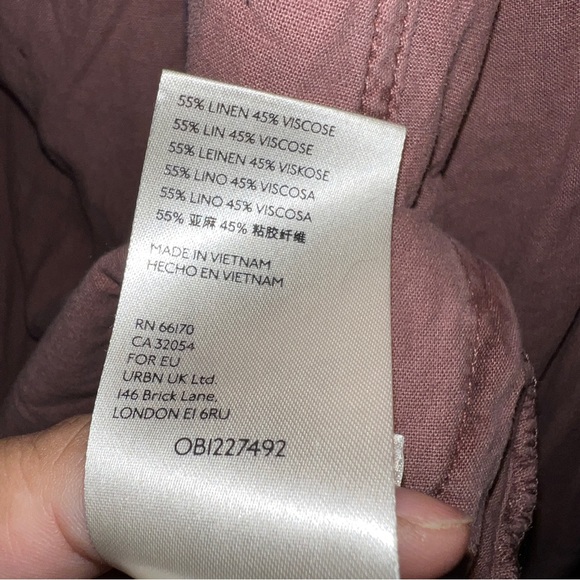 55% LINEN 45% VISCOSE
55% LIN 45% VISCOSE
55% LEINEN 45% VISKOSE
55% LINO 45% VISCOSA
55% LINO 45% VISCOSA
55% 亚麻 45% 粘胶纤维
MADE IN VIETNAM
HECHO EN VIETNAM
RN 66170
CA 32054
FOR EU
URBN UK Ltd.
146 Brick Lane,
LONDON E1 6RU
OB1227492